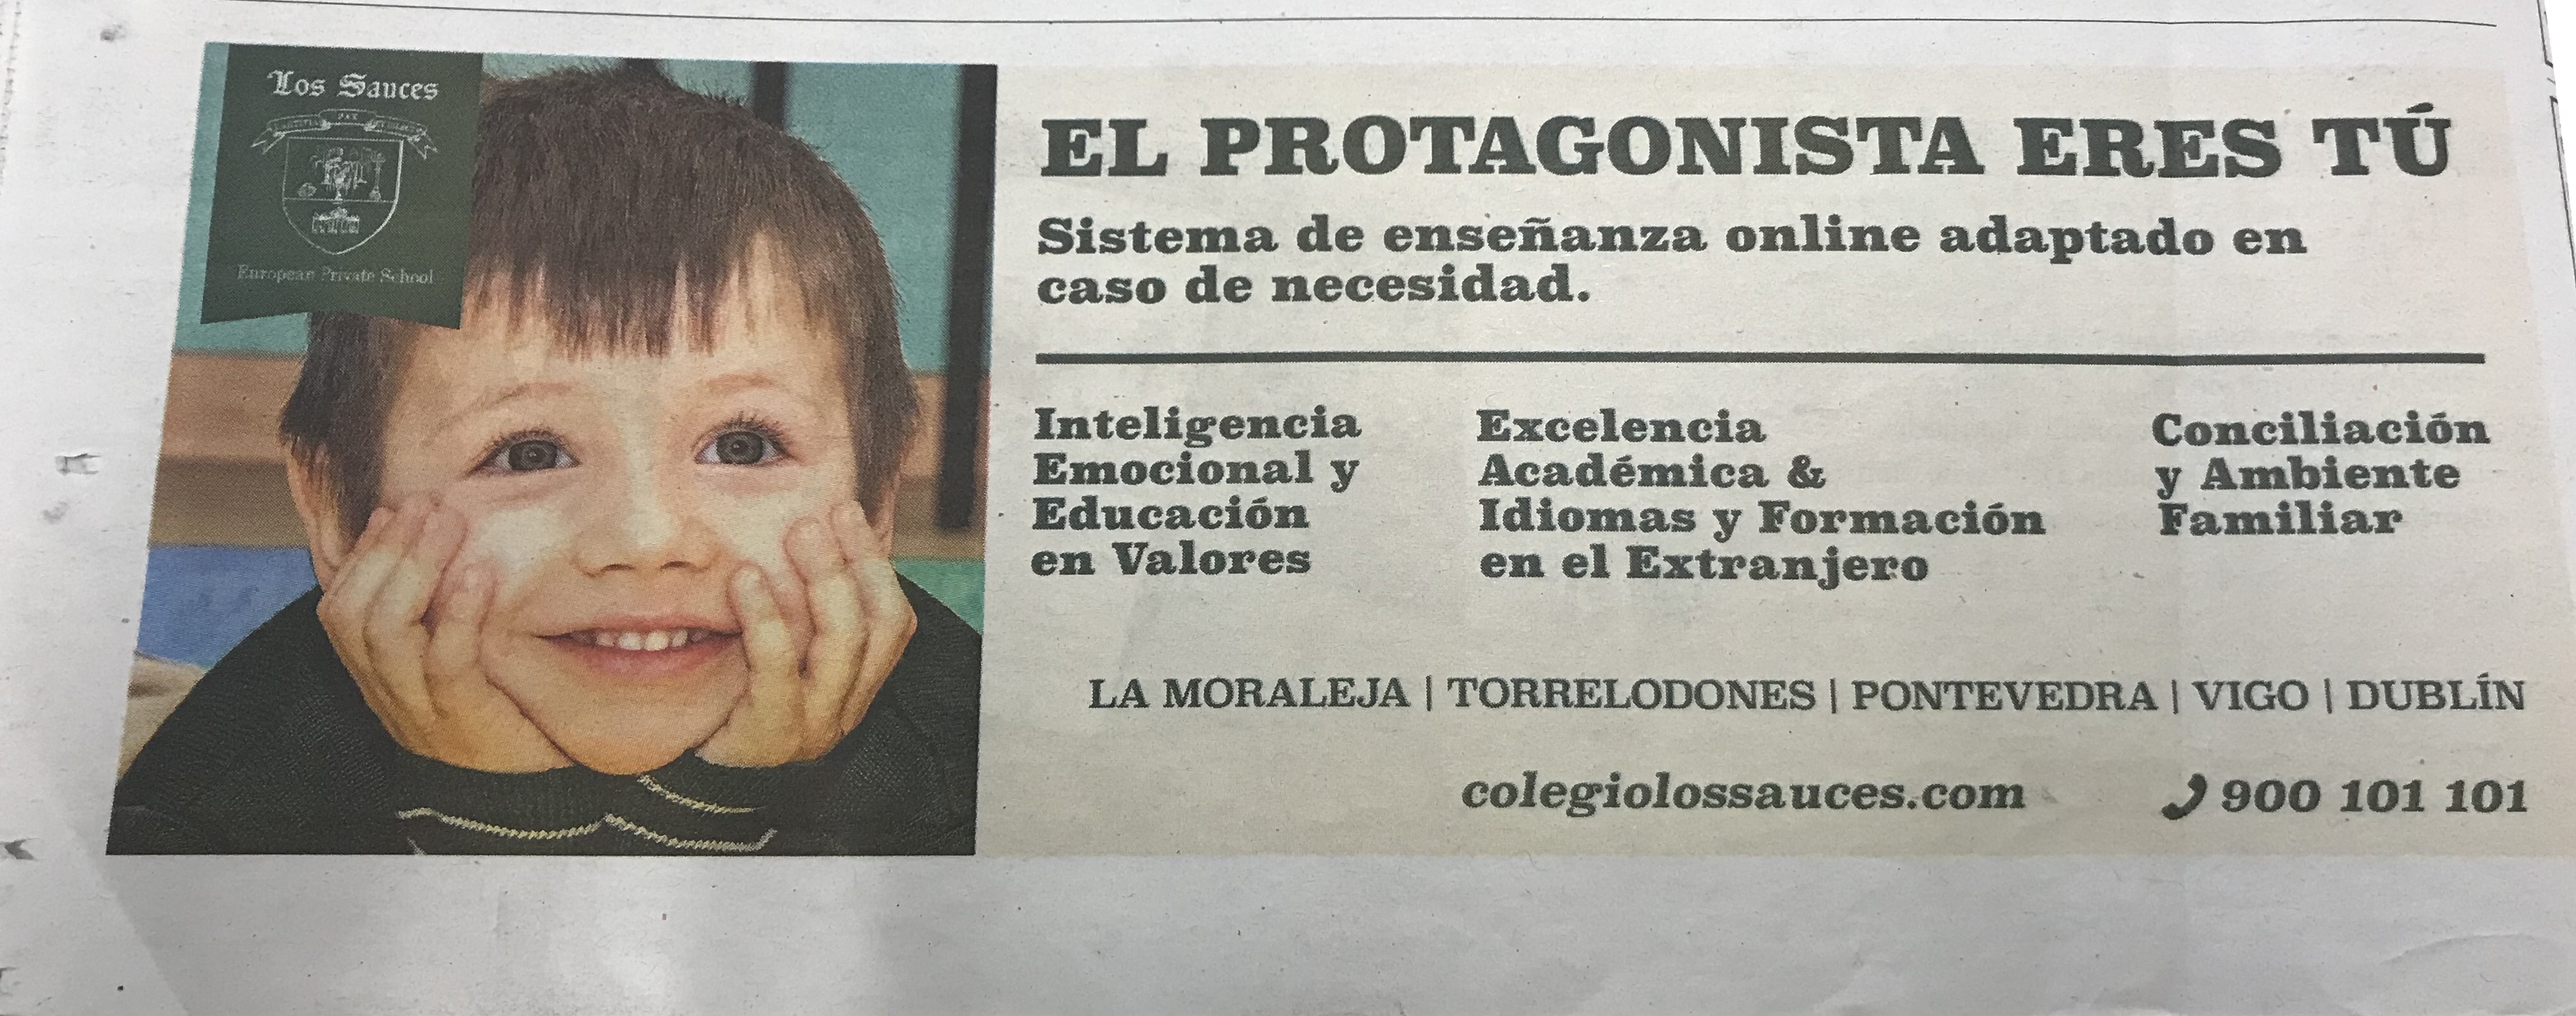 Los Sauces
PAX
European Private School
EL PROTAGONISTA ERES TÚ
Sistema de enseñanza online adaptado en
caso de necesidad.
Inteligencia
Emocional y
Educación
en Valores
Excelencia
Académica &
Idiomas y Formación
en el Extranjero
Conciliación
y Ambiente
Familiar
LA MORALEJA | TORRELODONES | PONTEVEDRA | VIGO | DUBLÍN
colegiolossauces.com
900 101 101